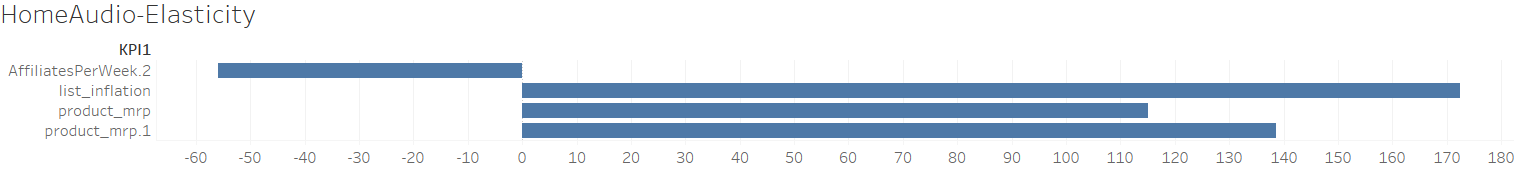 HomeAudio-Elasticity
KPI1
AffiliatesPerWeek.2
list_inflation
product_mrp
product_mrp.1
-60 -50 -40 -30 -20 -10 0 10 20 30 40 50 60 70 80 90 100 110 120 130 140 150 160 170 180